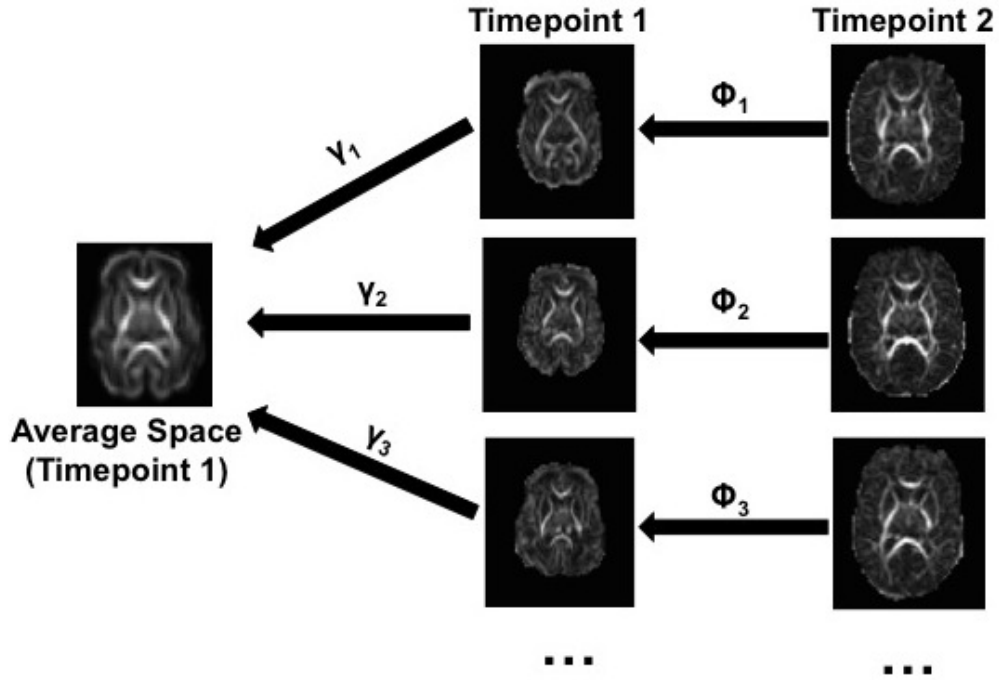 Timepoint 1
Timepoint 2
Φ1
γ1
Φ2
γ2
Average Space
(Timepoint 1)
γ3
Φ3
...
...